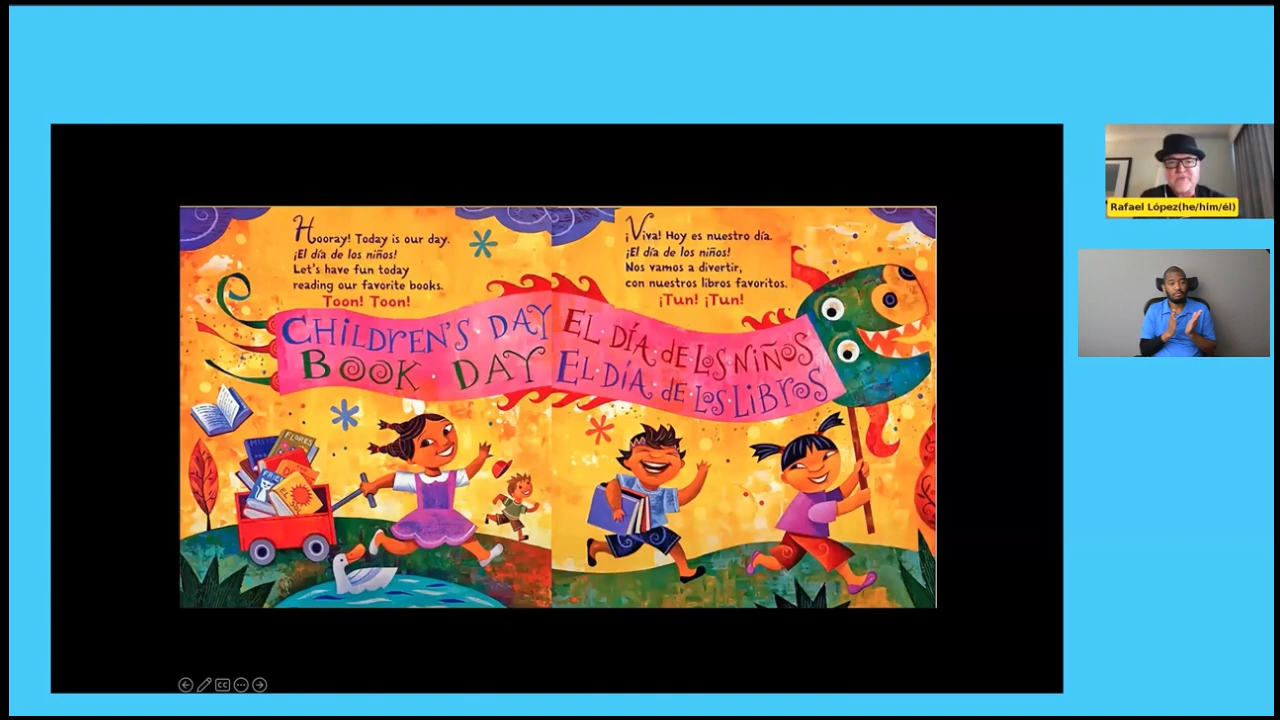 Hooray! Today is our day.
¡El día de los niños!
Let's have fun today
reading our favorite books.
Toon! Toon!
¡Viva! Hoy es nuestro día.
¡El día de los niños!
Nos vamos a divertir,
con nuestros libros favoritos.
¡Tun! ¡Tun!
CHILDREN'S DAY
BOOK DAY
EL DÍA de LOS NIÑOS
EL DÍA de LOS LIBROS
FLORES
EL SOL
Rafael López(he/him/él)
CC